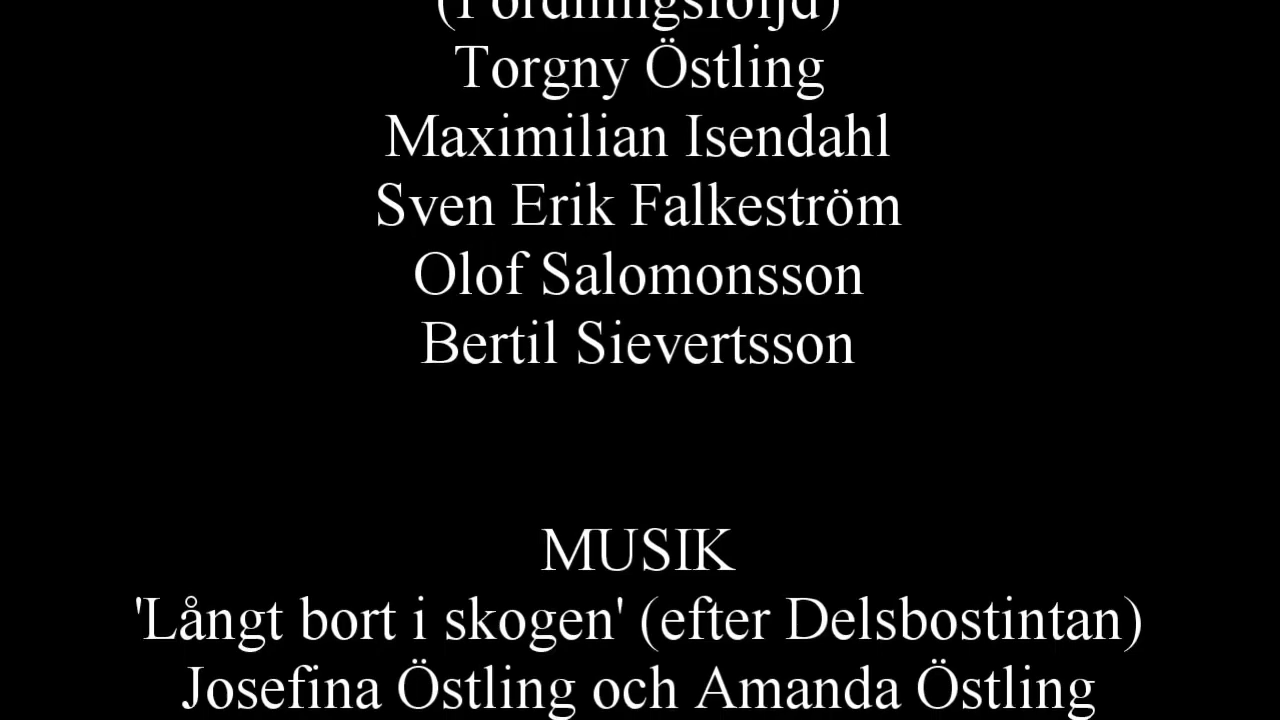 (I ordningsföljd)
Torgny Östling
Maximilian Isendahl
Sven Erik Falkeström
Olof Salomonsson
Bertil Sievertsson
MUSIK
'Långt bort i skogen' (efter Delsbostintan)
Josefina Östling och Amanda Östling